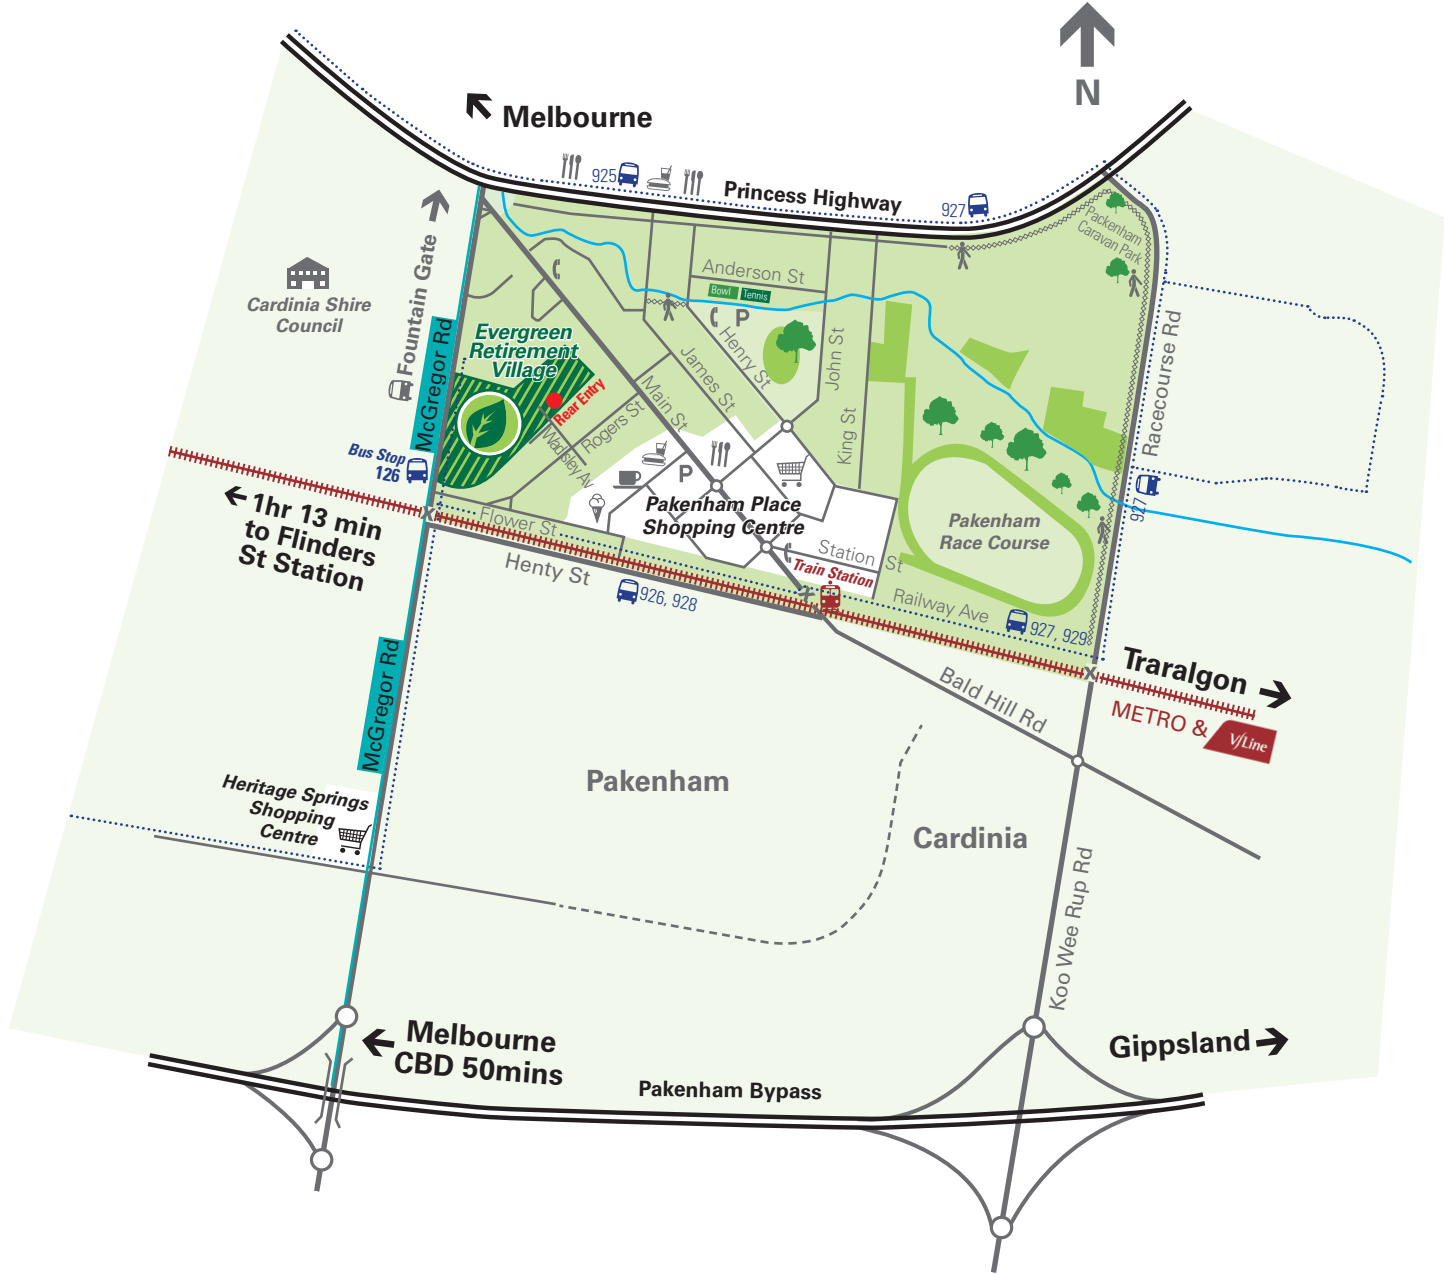 N
Melbourne
925
Princess Highway
927
Packenham
Caravan Park
Fountain Gate
Cardinia Shire
Council
McGregor Rd
Anderson St
Bowl
Tennis
P
Henry St
John St
King St
James St
Main St
Evergreen
Retirement
Village
Rear Entry
Rogers St
Wadsley Av
Racecourse Rd
Bus Stop
126
P
Pakenham Place
Shopping Centre
Pakenham
Race Course
927
1hr 13 min
to Flinders
St Station
Flower St
Henty St
Station St
Train Station
926, 928
Railway Ave
927, 929
Traralgon
METRO &
V/Line
Bald Hill Rd
McGregor Rd
Pakenham
Cardinia
Heritage Springs
Shopping
Centre
Koo Wee Rup Rd
Melbourne
CBD 50mins
Gippsland
Pakenham Bypass